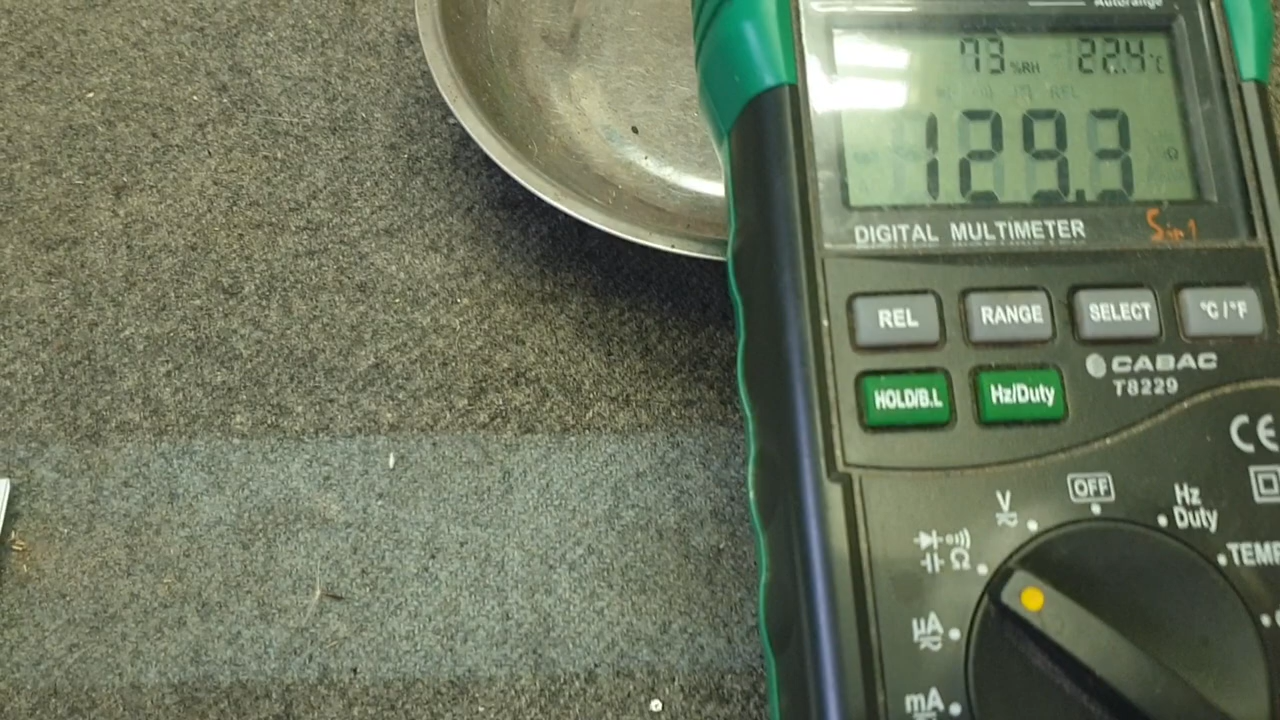 Autorange
73 %RH 22.4°C
129.3 Ω
DIGITAL MULTIMETER 5 in 1
REL RANGE SELECT °C / °F
CABAC
HOLD/B.L Hz/Duty T8229
CE
OFF
V Hz
Duty
Ω TEMP
µA
mA